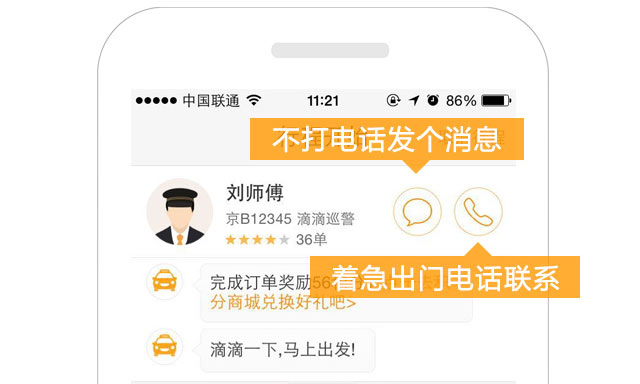 中国联通
11:21
86%
不打电话发个消息
刘师傅
京B12345 滴滴巡警
36单
着急出门电话联系
完成订单奖励56
分商城兑换好礼吧>
滴滴一下,马上出发!